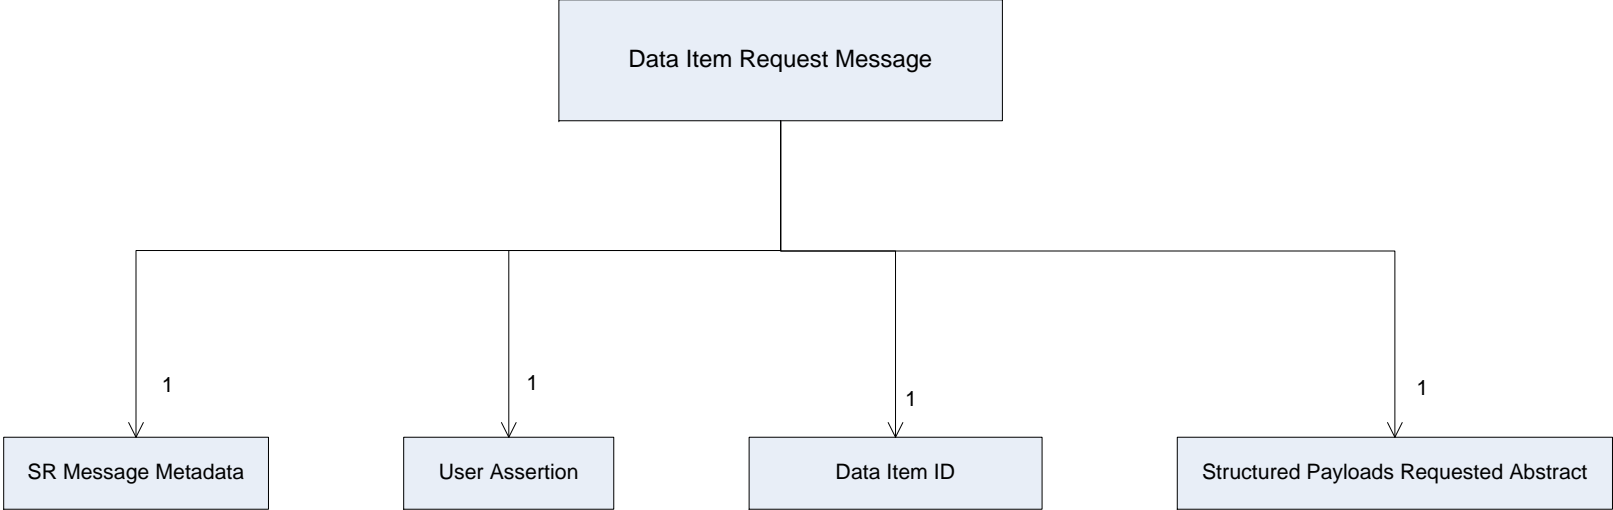 Data Item Request Message
1
1
1
1
SR Message Metadata
User Assertion
Data Item ID
Structured Payloads Requested Abstract